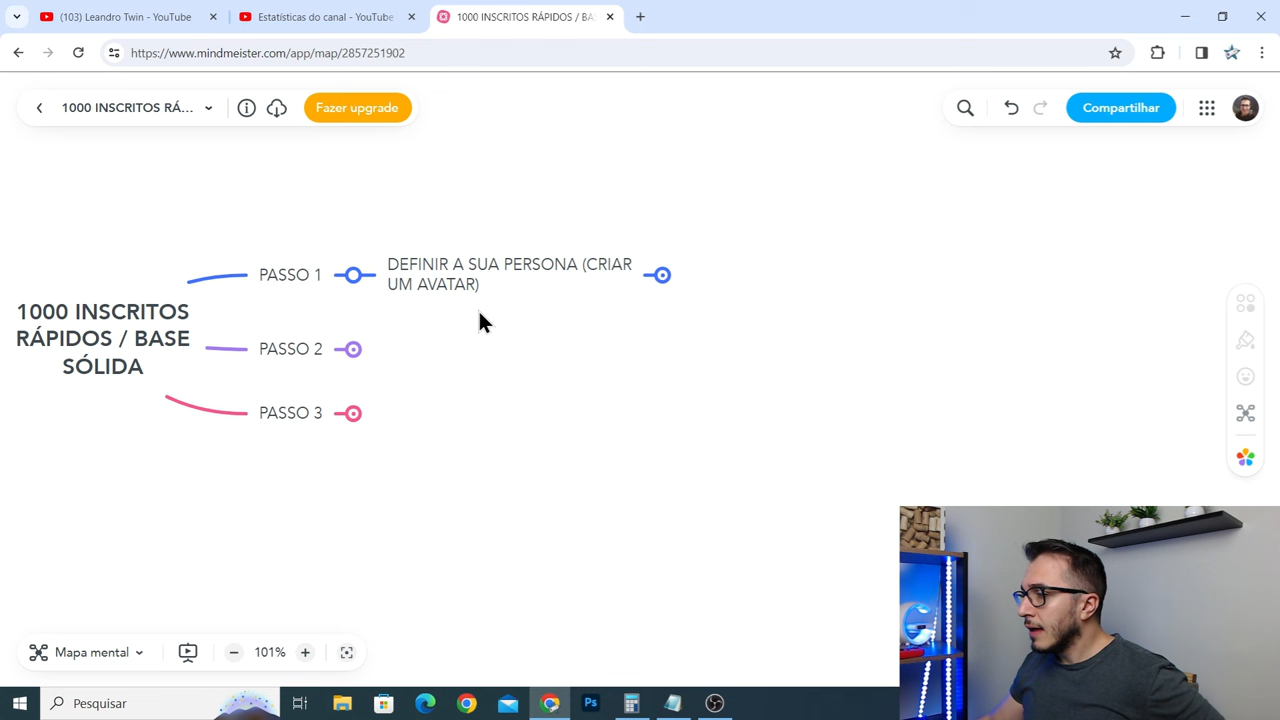 (103) Leandro Twin - YouTube
Estatísticas do canal - YouTube
1000 INSCRITOS RÁPIDOS / BA
https://www.mindmeister.com/app/map/2857251902
1000 INSCRITOS RÁ...
Fazer upgrade
Compartilhar
1000 INSCRITOS
RÁPIDOS / BASE
SÓLIDA
PASSO 1
DEFINIR A SUA PERSONA (CRIAR
UM AVATAR)
PASSO 2
PASSO 3
Mapa mental
101%
Pesquisar
Ps